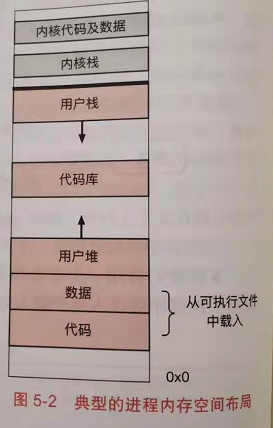 内核代码及数据
内核栈
用户栈
代码库
用户堆
数据
代码
从可执行文件
中载入
0x0
图 5-2 典型的进程内存空间布局